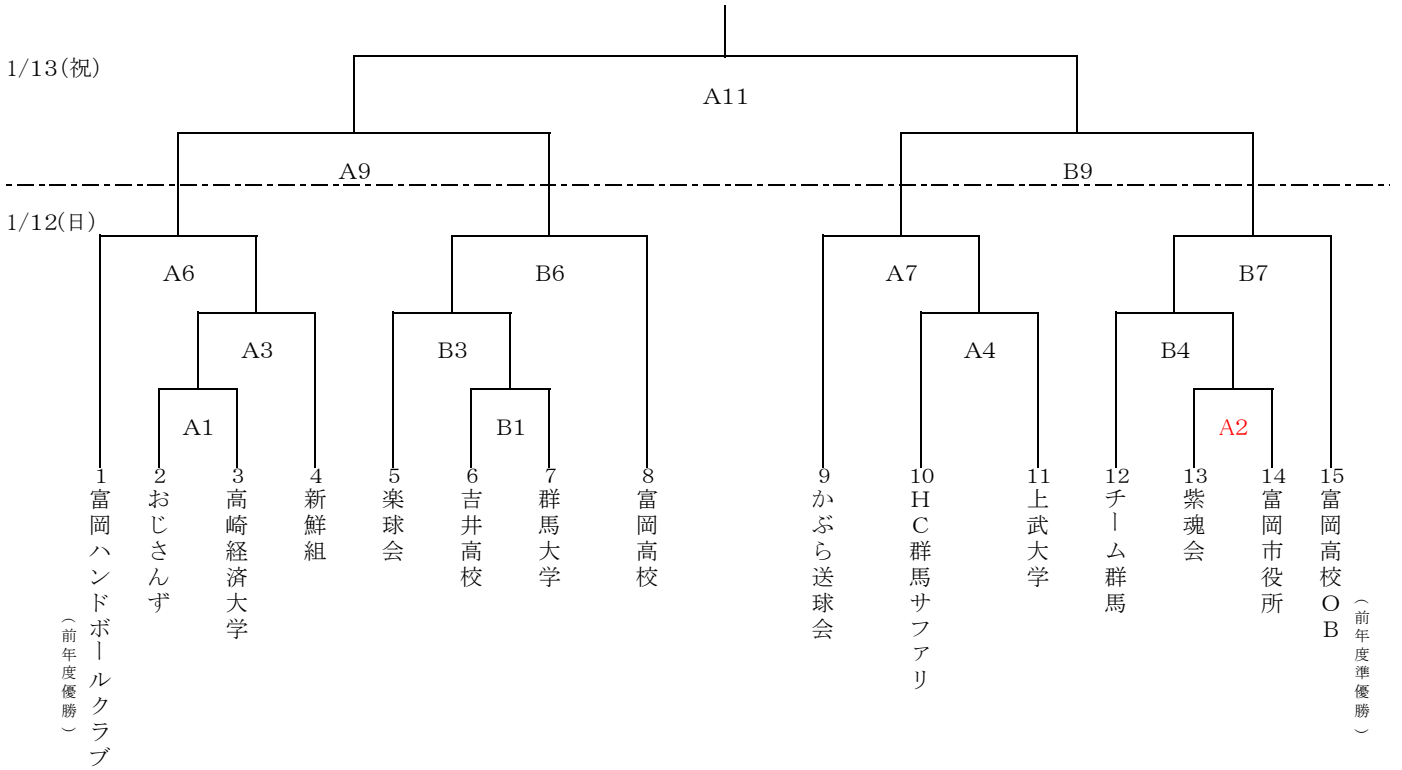 1/13(祝)
A11
A9
B9
1/12(日)
A6
B6
A7
B7
A3
B3
A4
B4
A1
B1
A2
1
富岡ハンドボールクラブ
(前年度優勝)
2
おじさんず
3
高崎経済大学
4
新鮮組
5
楽球会
6
吉井高校
7
群馬大学
8
富岡高校
9
かぶら送球会
10
HC群馬サファリ
11
上武大学
12
チーム群馬
13
紫魂会
14
富岡市役所
15
富岡高校OB
(前年度準優勝)